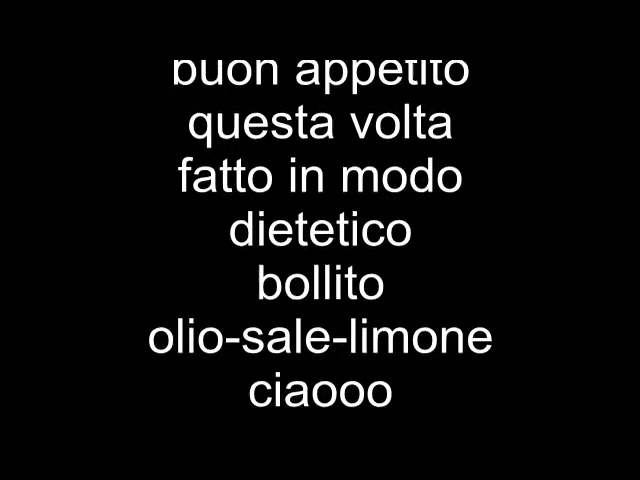 buon appetito
questa volta
fatto in modo
dietetico
bollito
olio-sale-limone
ciaooo